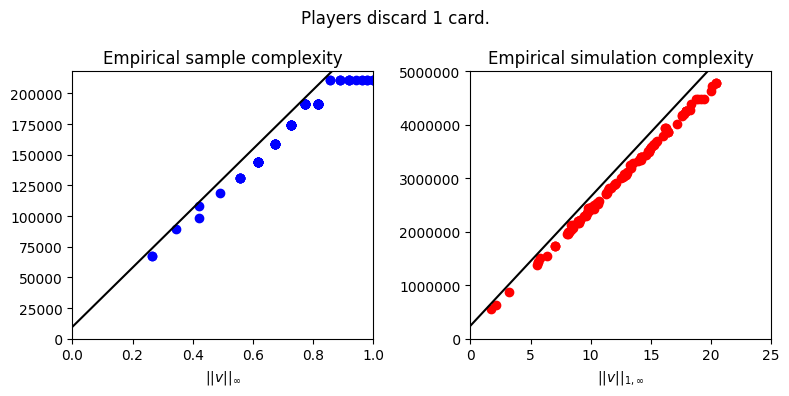 Players discard 1 card.
Empirical sample complexity
200000
175000
150000
125000
100000
75000
50000
25000
0
0.0 0.2 0.4 0.6 0.8 1.0
||v||∞
Empirical simulation complexity
5000000
4000000
3000000
2000000
1000000
0
0 5 10 15 20 25
||v||1,∞